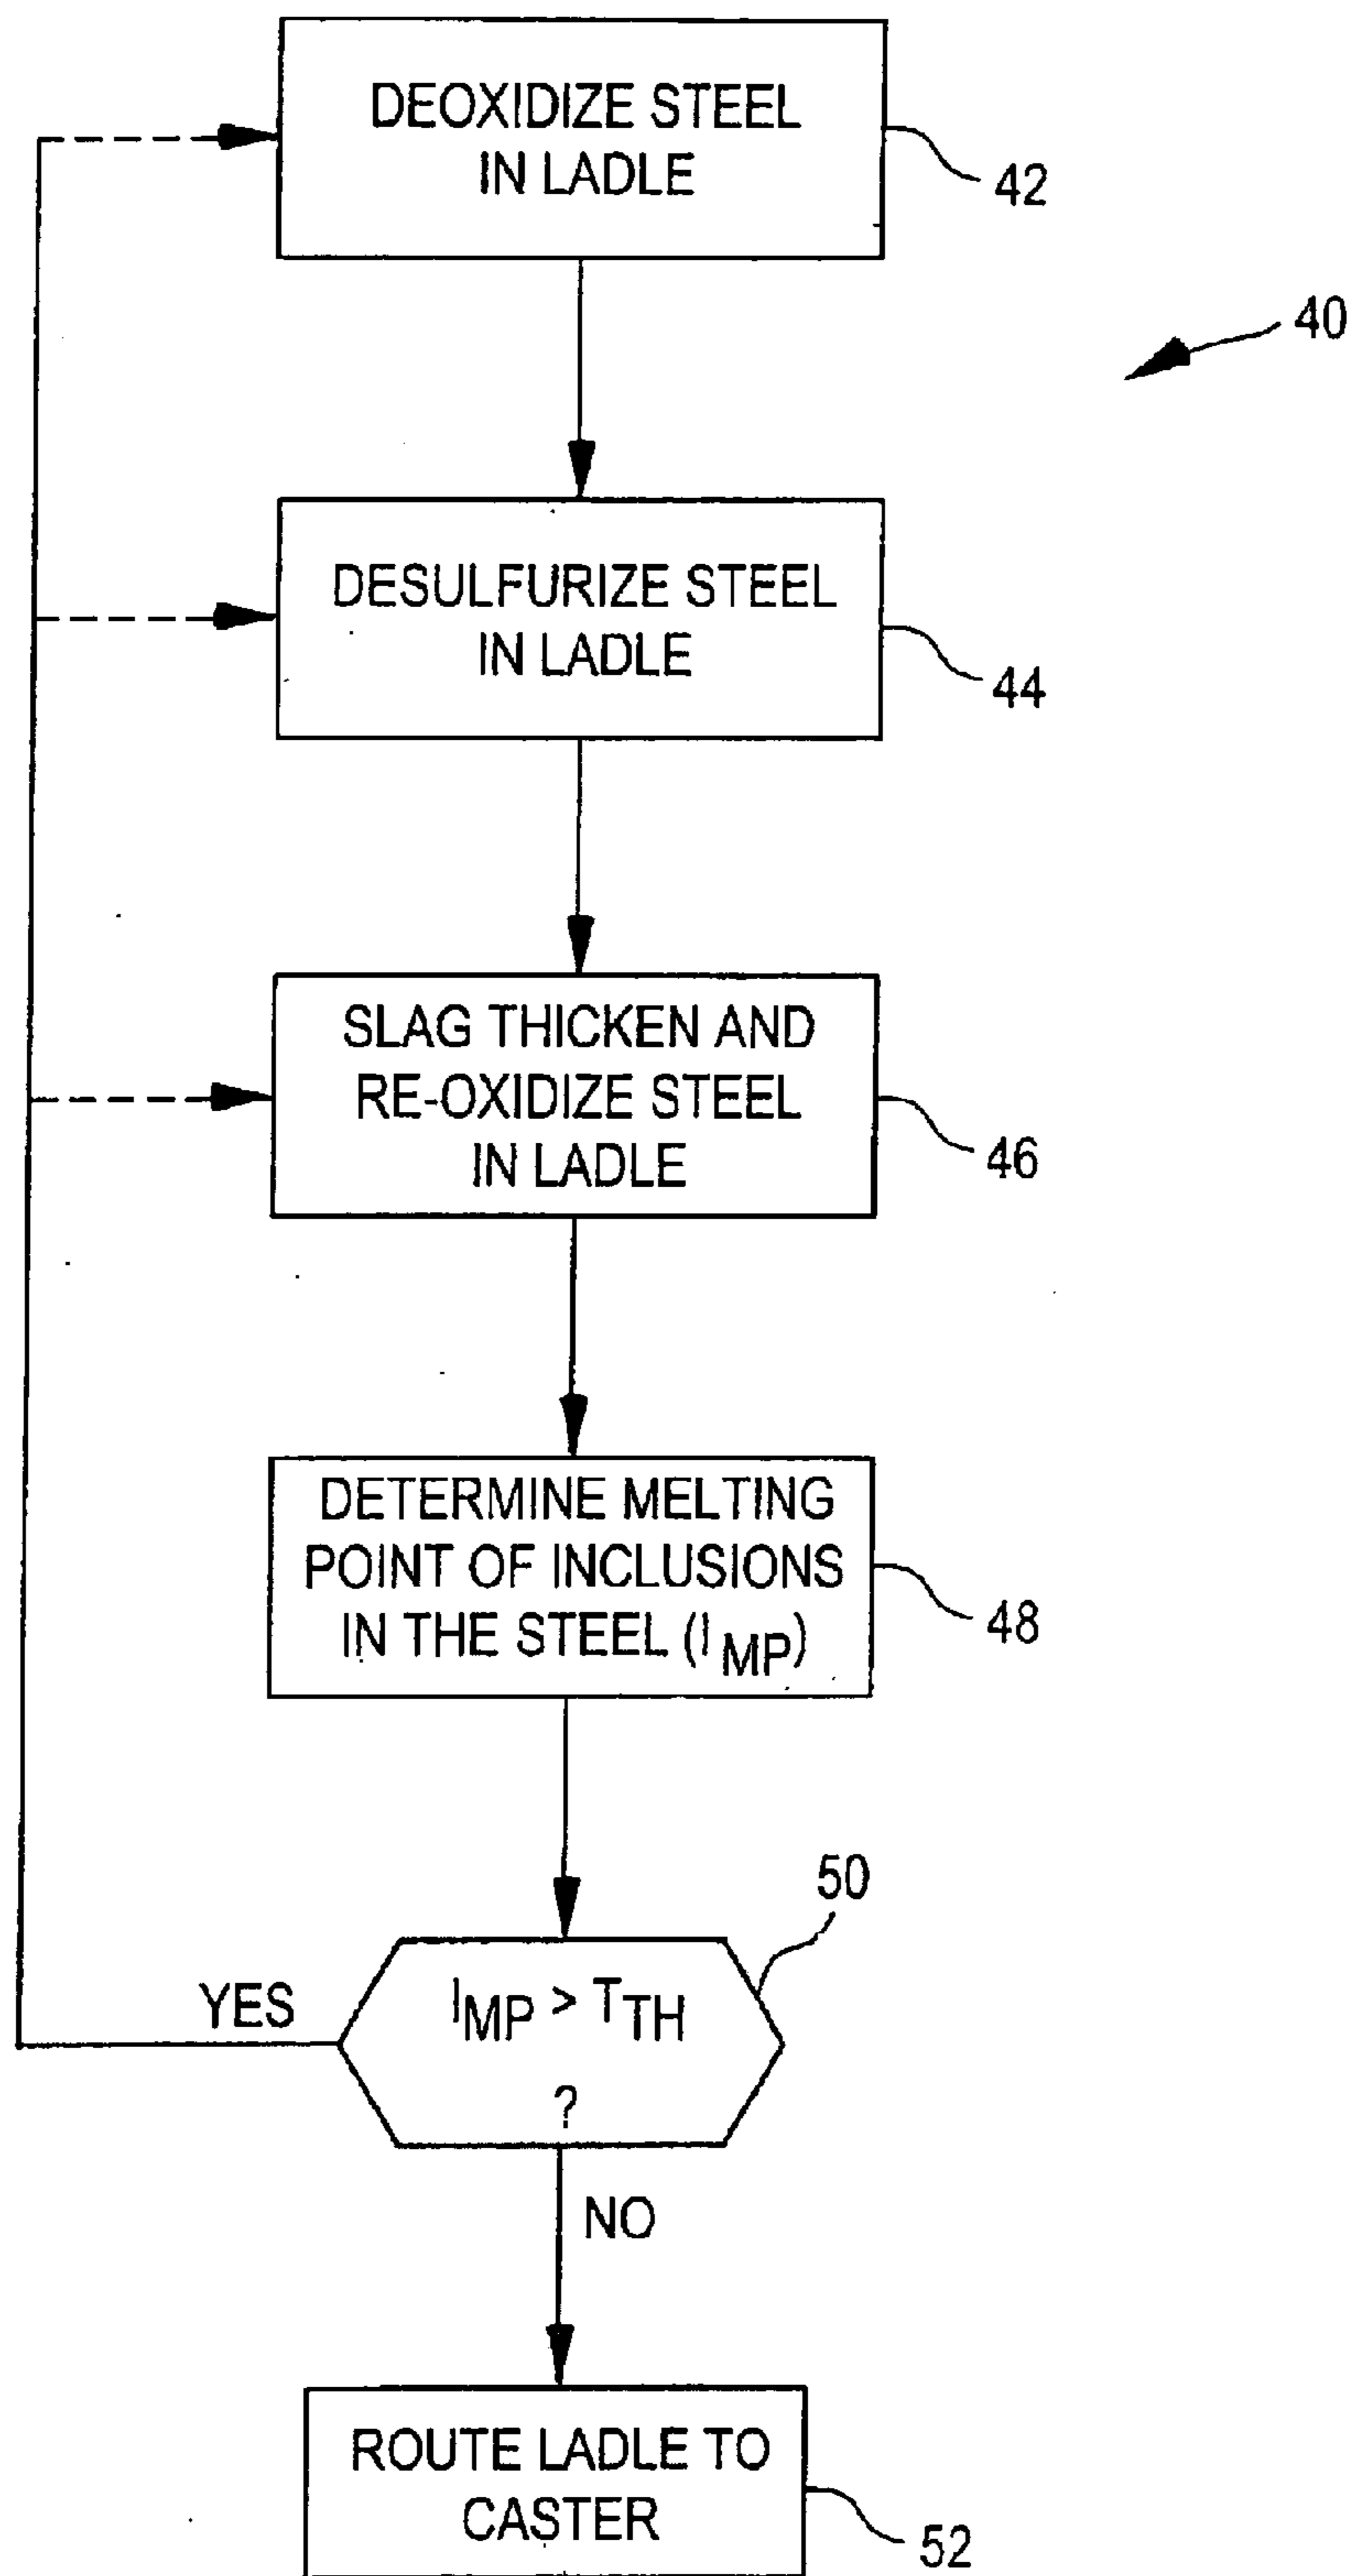 DEOXIDIZE STEEL
IN LADLE
42
40
DESULFURIZE STEEL
IN LADLE
44
SLAG THICKEN AND
RE-OXIDIZE STEEL
IN LADLE
46
DETERMINE MELTING
POINT OF INCLUSIONS
IN THE STEEL (I MP)
48
50
YES
IMP > TTH
?
NO
ROUTE LADLE TO
CASTER
52